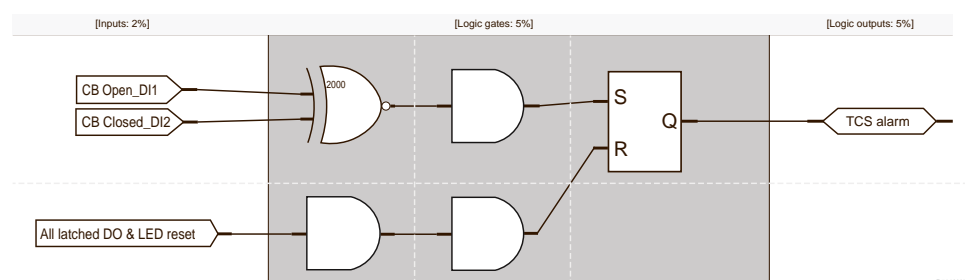 [Inputs: 2%] [Logic gates: 5%] [Logic outputs: 5%]
2000
CB Open_DI1
S
CB Closed_DI2
Q
TCS alarm
R
All latched DO & LED reset